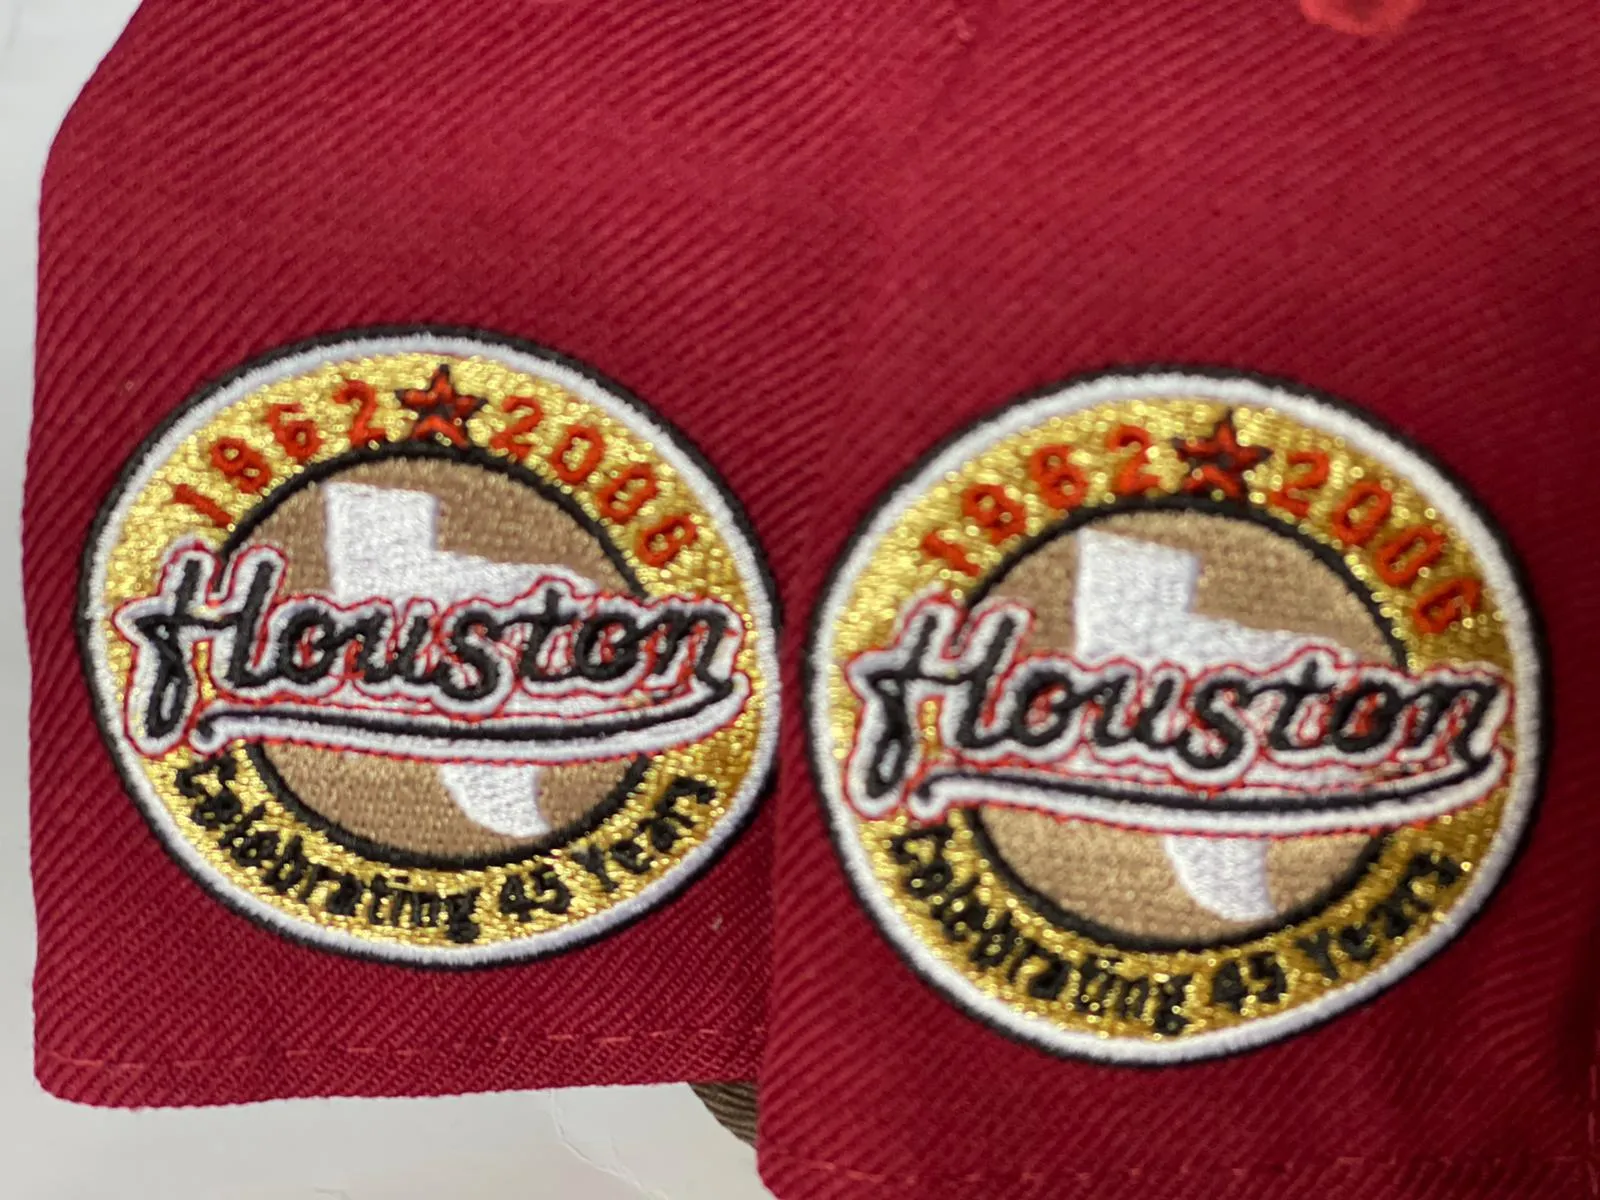 1962 ★ 2006
Houston
Celebrating 45 Years
1962 ★ 2006
Houston
Celebrating 45 Years